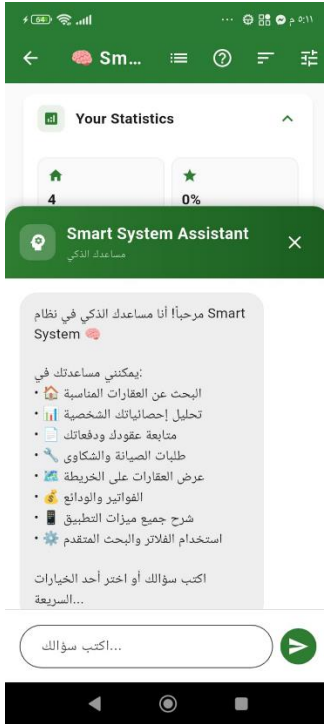 64 ٥:١١ م
🧠 Sm...
Your Statistics
4
0%
Smart System Assistant
مساعدك الذكي
مرحباً! أنا مساعدك الذكي في نظام Smart
System 🧠
يمكنني مساعدتك في:
• 🏠 البحث عن العقارات المناسبة
• 📊 تحليل إحصائياتك الشخصية
• 📄 متابعة عقودك ودفعاتك
• 🔧 طلبات الصيانة والشكاوى
• 🗺️ عرض العقارات على الخريطة
• 💰 الفواتير والودائع
• 📱 شرح جميع ميزات التطبيق
• ⚙️ استخدام الفلاتر والبحث المتقدم
اكتب سؤالك أو اختر أحد الخيارات
السريعة...
اكتب سؤالك...